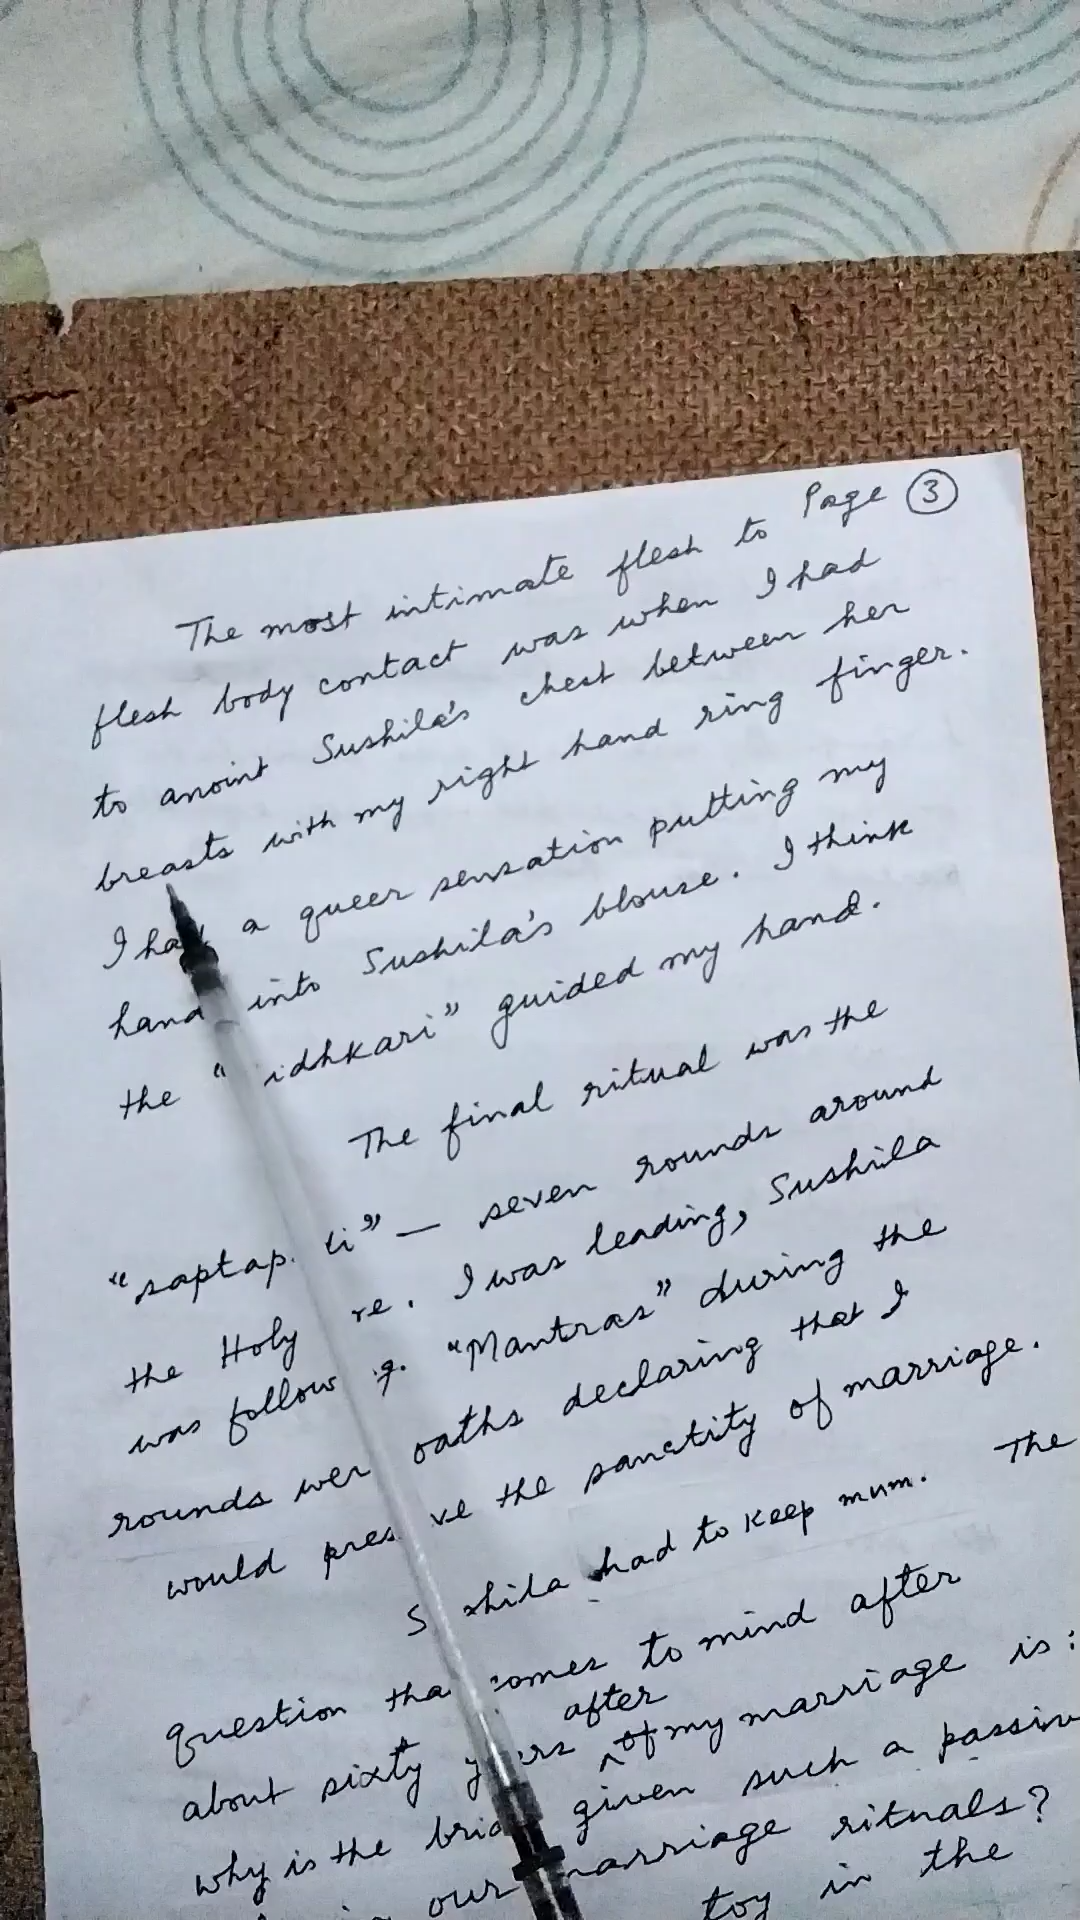 Page 3
The most intimate flesh to
flesh body contact was when I had
to anoint Sushila's chest between her
breasts with my right hand ring finger.
I had a queer sensation putting my
hand into Sushila's blouse. I think
the " idhkari" guided my hand.
The final ritual was the
"saptap di" — seven rounds around
the Holy re. I was leading, Sushila
was follow g. "Mantras" during the
rounds wer oaths declaring that I
would pres ve the sanctity of marriage.
S shila had to keep mum. The
question tha comes to mind after
after
about sixty years of my marriage is:
why is the brid given such a passiv
our marriage rituals?
toy in the